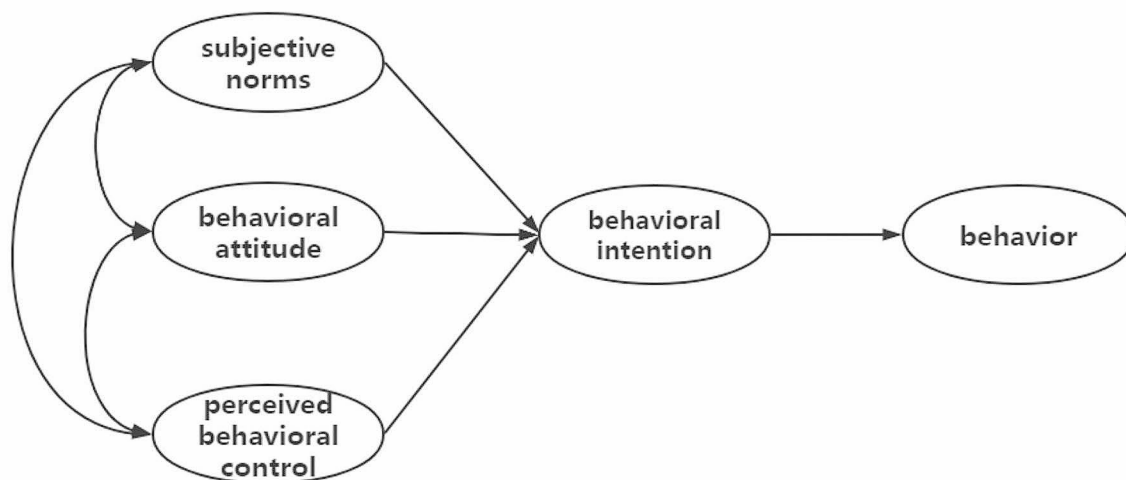 subjective
norms
behavioral
attitude
perceived
behavioral
control
behavioral
intention
behavior